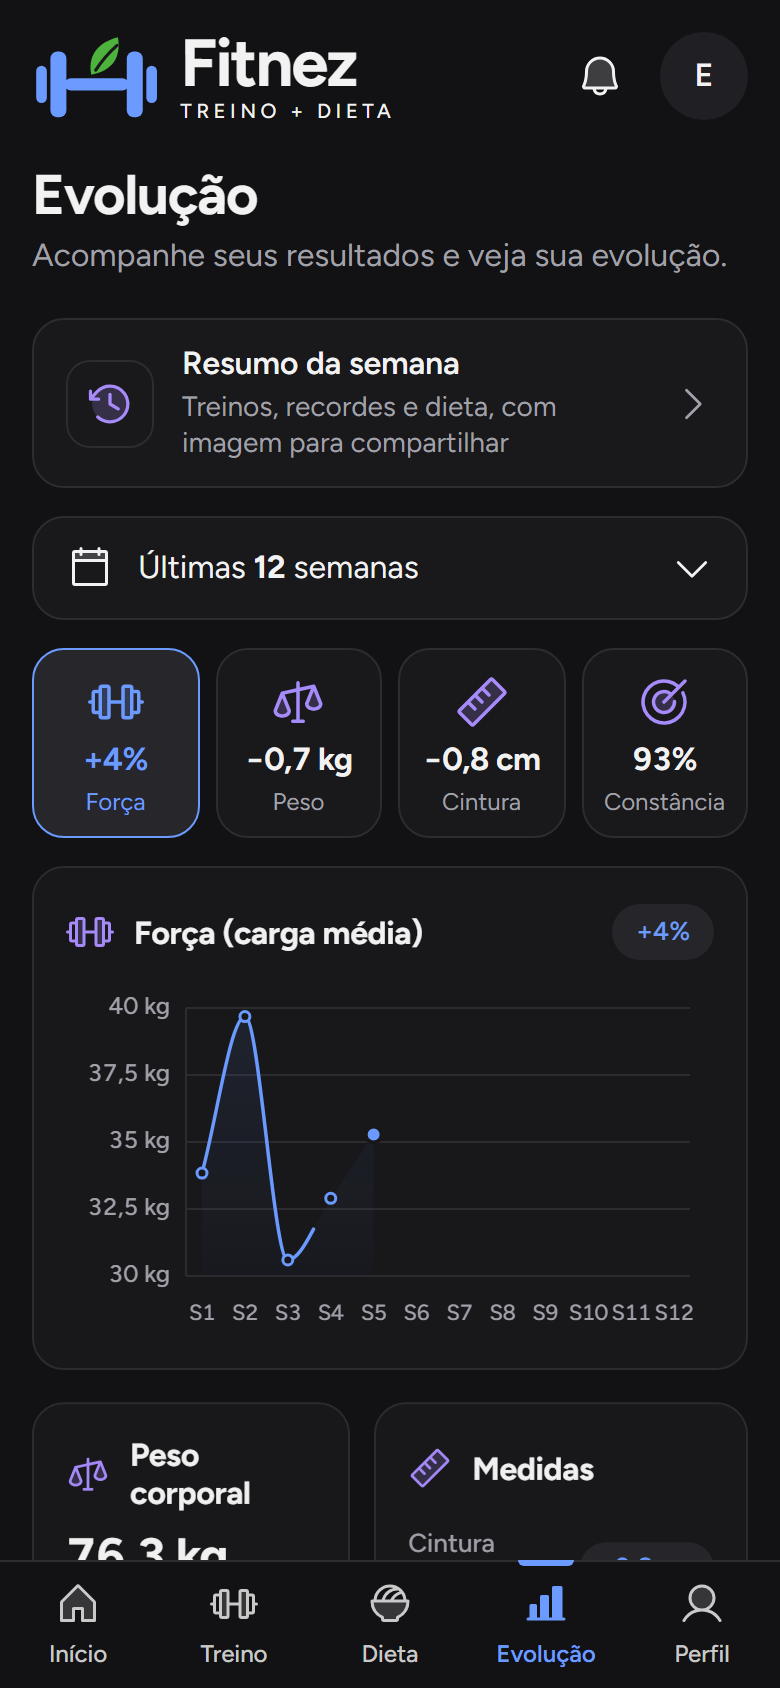 Fitnez
TREINO + DIETA
E
Evolução
Acompanhe seus resultados e veja sua evolução.
Resumo da semana
Treinos, recordes e dieta, com
imagem para compartilhar
Últimas 12 semanas
+4%
Força
−0,7 kg
Peso
−0,8 cm
Cintura
93%
Constância
Força (carga média)
+4%
40 kg
37,5 kg
35 kg
32,5 kg
30 kg
S1 S2 S3 S4 S5 S6 S7 S8 S9 S10 S11 S12
Peso
corporal
76,3 kg
Medidas
Cintura
Início
Treino
Dieta
Evolução
Perfil